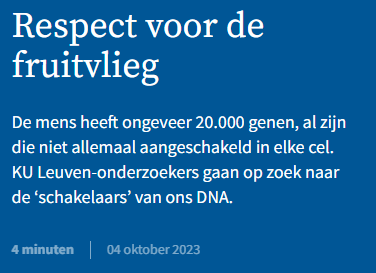 Respect voor de
fruitvlieg
De mens heeft ongeveer 20.000 genen, al zijn
die niet allemaal aangeschakeld in elke cel.
KU Leuven-onderzoekers gaan op zoek naar
de ‘schakelaars’ van ons DNA.
4 minuten | 04 oktober 2023